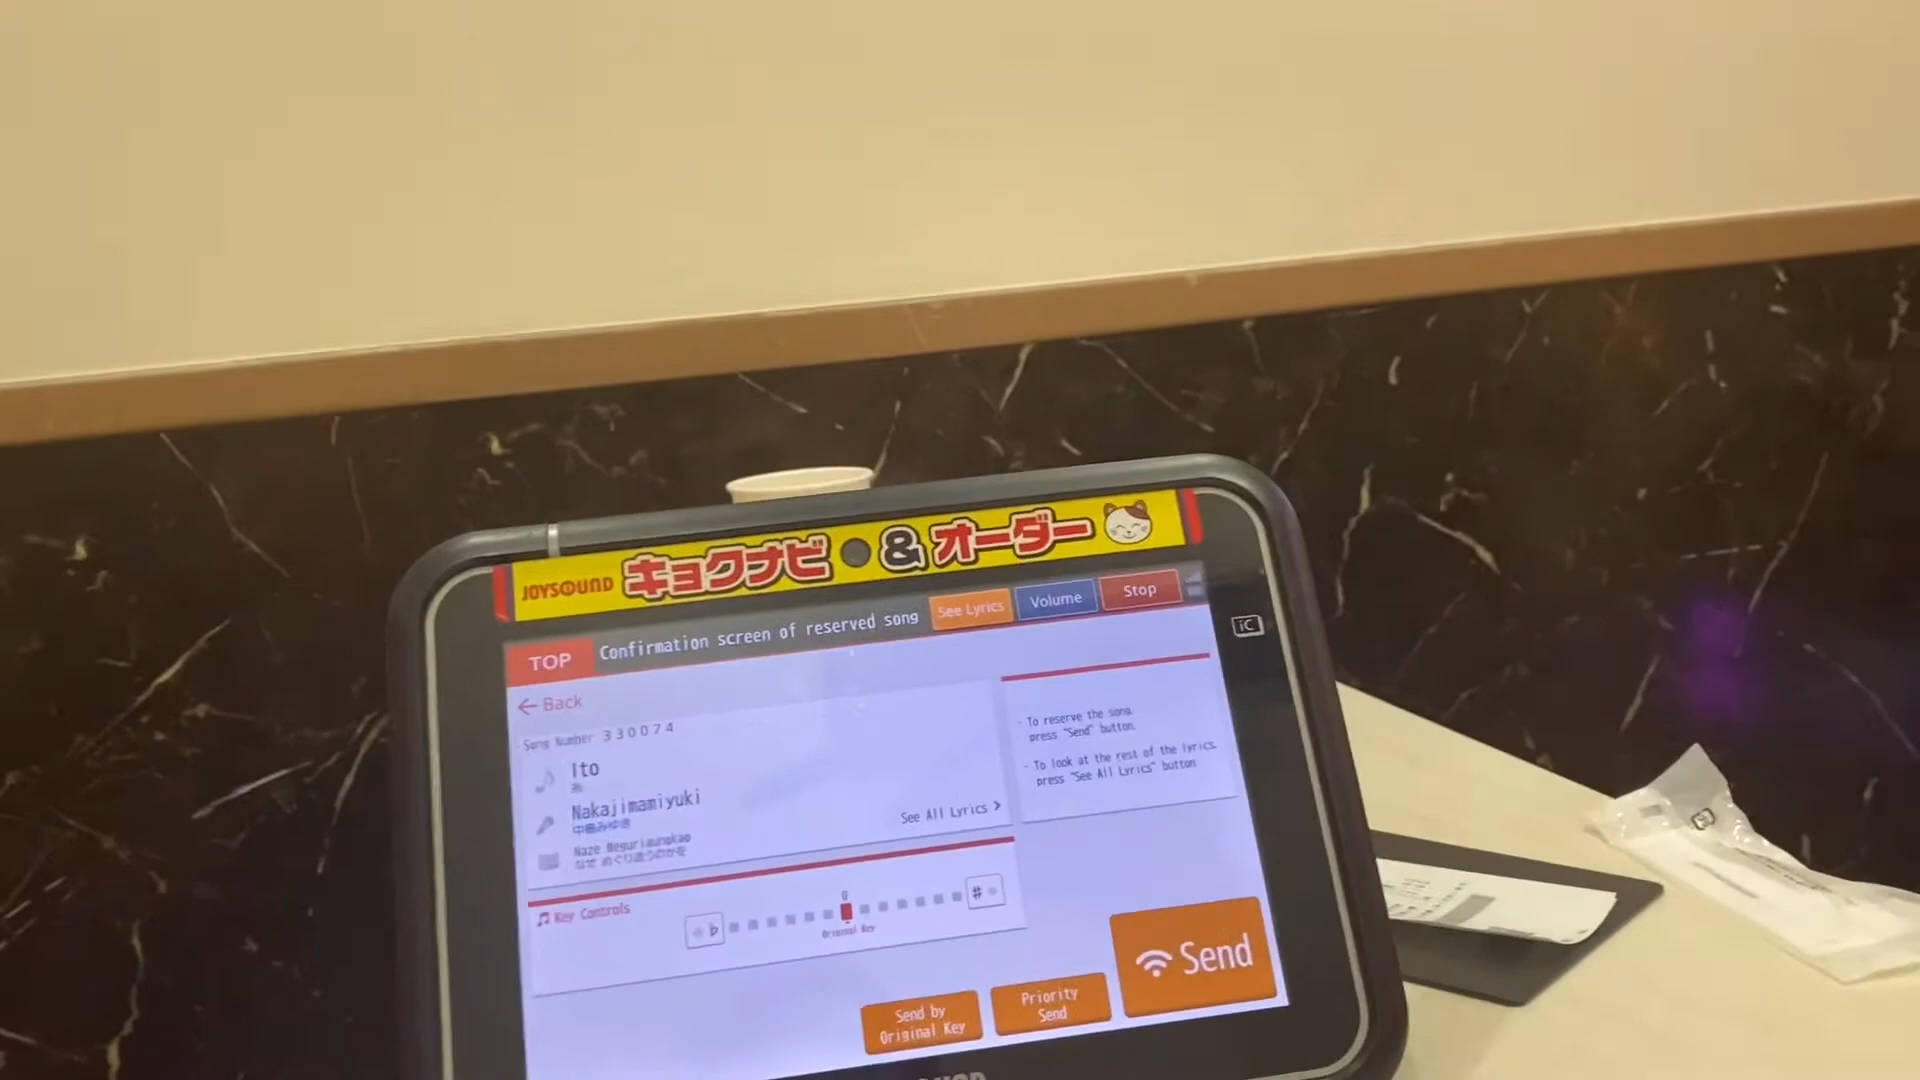 JOYSOUND キョクナビ & オーダー
TOP Confirmation screen of reserved song See Lyrics Volume Stop
iC
← Back
Song Number 330074
Ito
糸
Nakajimamiyuki
中島みゆき
なぜ めぐり逢うのかを
See All Lyrics >
- To reserve the song, press "Send" button.
- To look at the rest of the lyrics, press "See All Lyrics" button
Key Controls
♭ 0 #
Original Key
Send by Original Key
Priority Send
Send